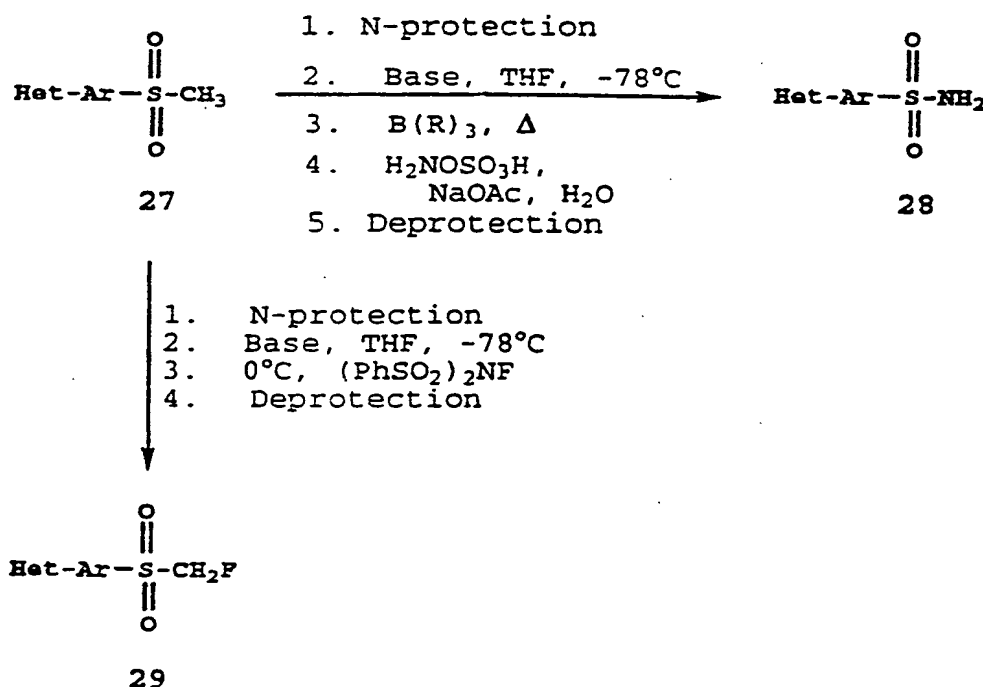 1. N-protection
2. Base, THF, -78°C
3. B(R)₃, Δ
4. H₂NOSO₃H,
NaOAc, H₂O
5. Deprotection
O
Het-Ar-S-CH₃
O
27
O
Het-Ar-S-NH₂
O
28
1. N-protection
2. Base, THF, -78°C
3. 0°C, (PhSO₂)₂NF
4. Deprotection
O
Het-Ar-S-CH₂F
O
29